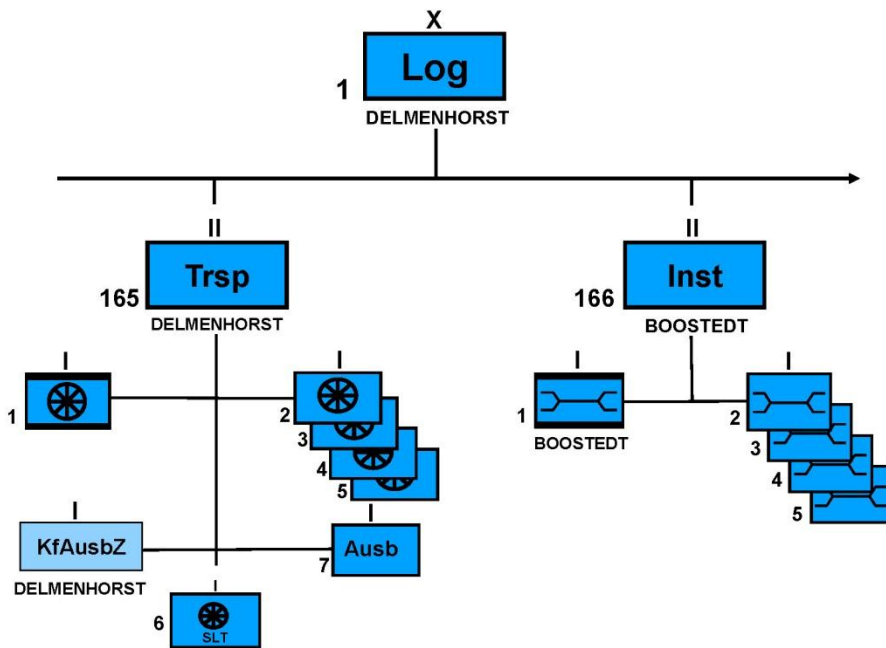 X
Log
1
DELMENHORST
II
II
Trsp
Inst
165
166
DELMENHORST
BOOSTEDT
I
I
I
I
1
2
3
4
5
1
BOOSTEDT
2
3
4
5
I
I
KfAusbZ
DELMENHORST
7
Ausb
I
6
SLT